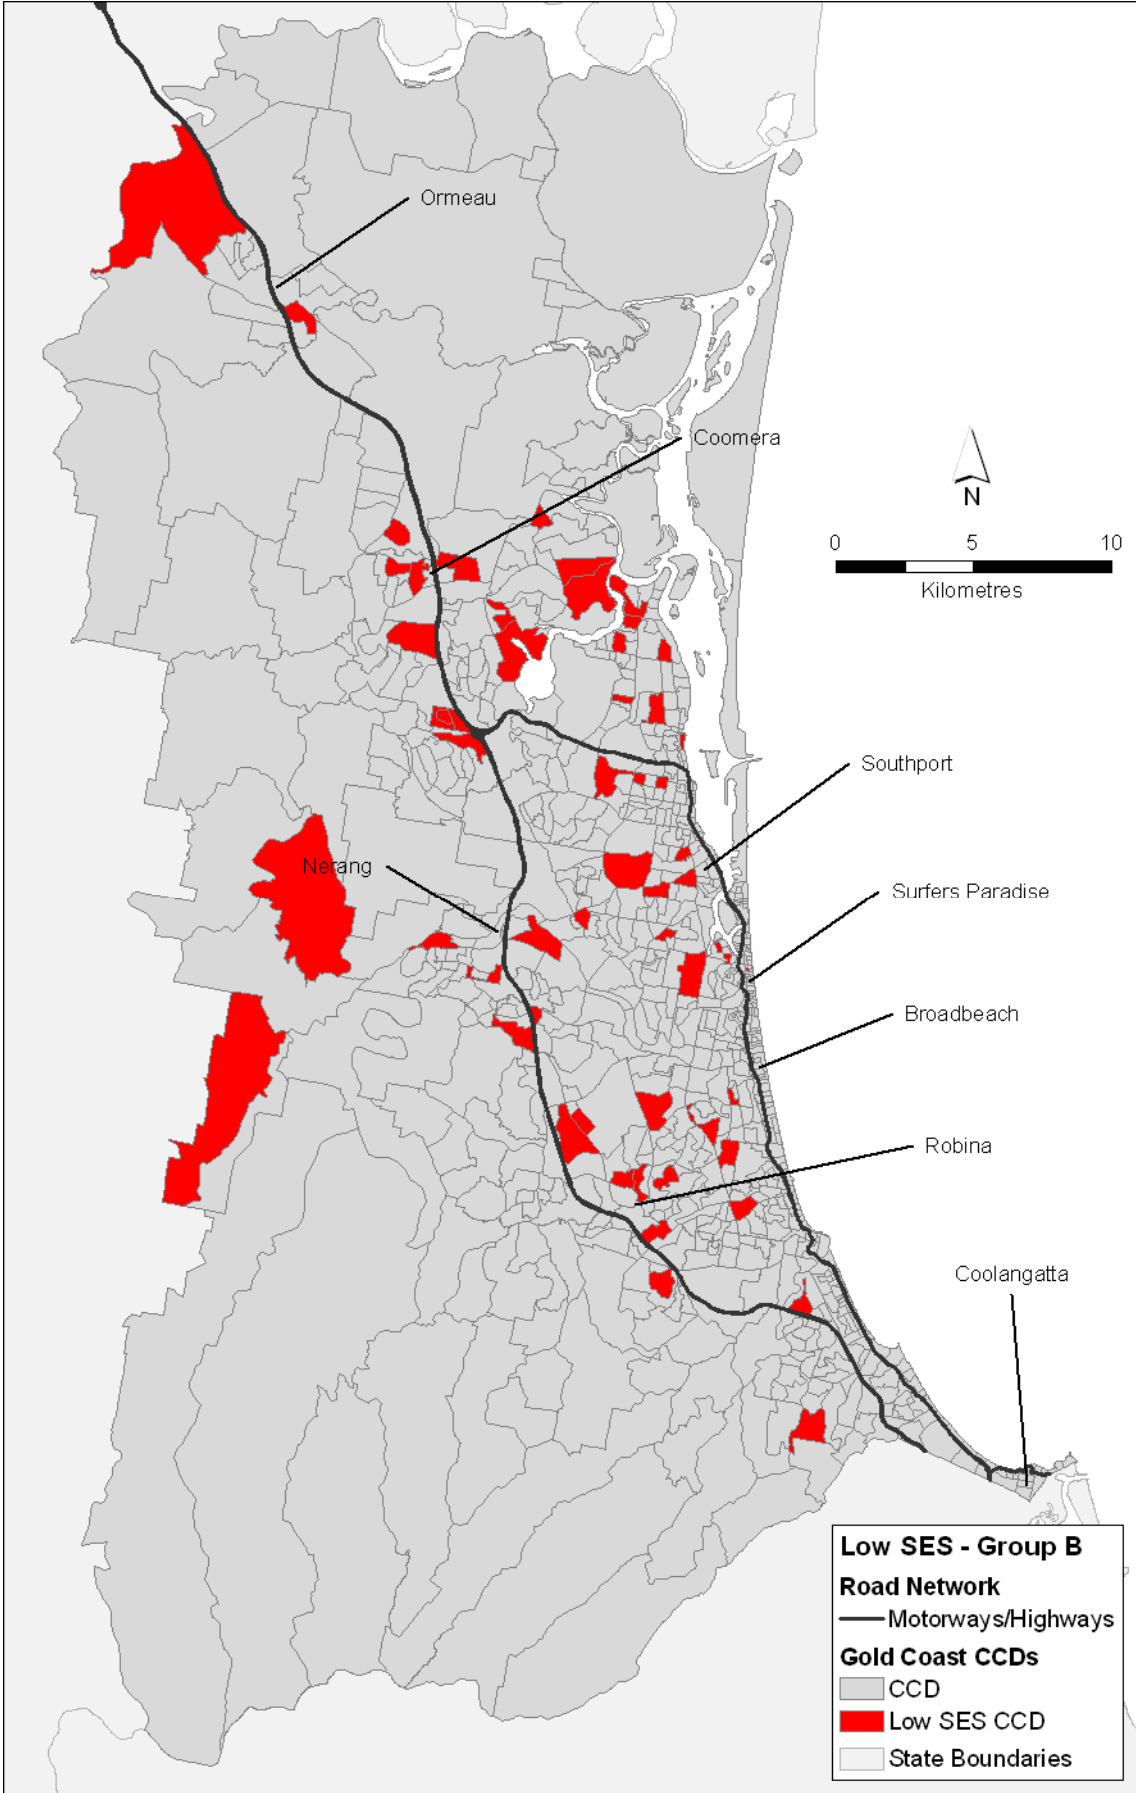 Ormeau
Coomera
N
0 5 10
Kilometres
Southport
Nerang
Surfers Paradise
Broadbeach
Robina
Coolangatta
Low SES - Group B
Road Network
Motorways/Highways
Gold Coast CCDs
CCD
Low SES CCD
State Boundaries